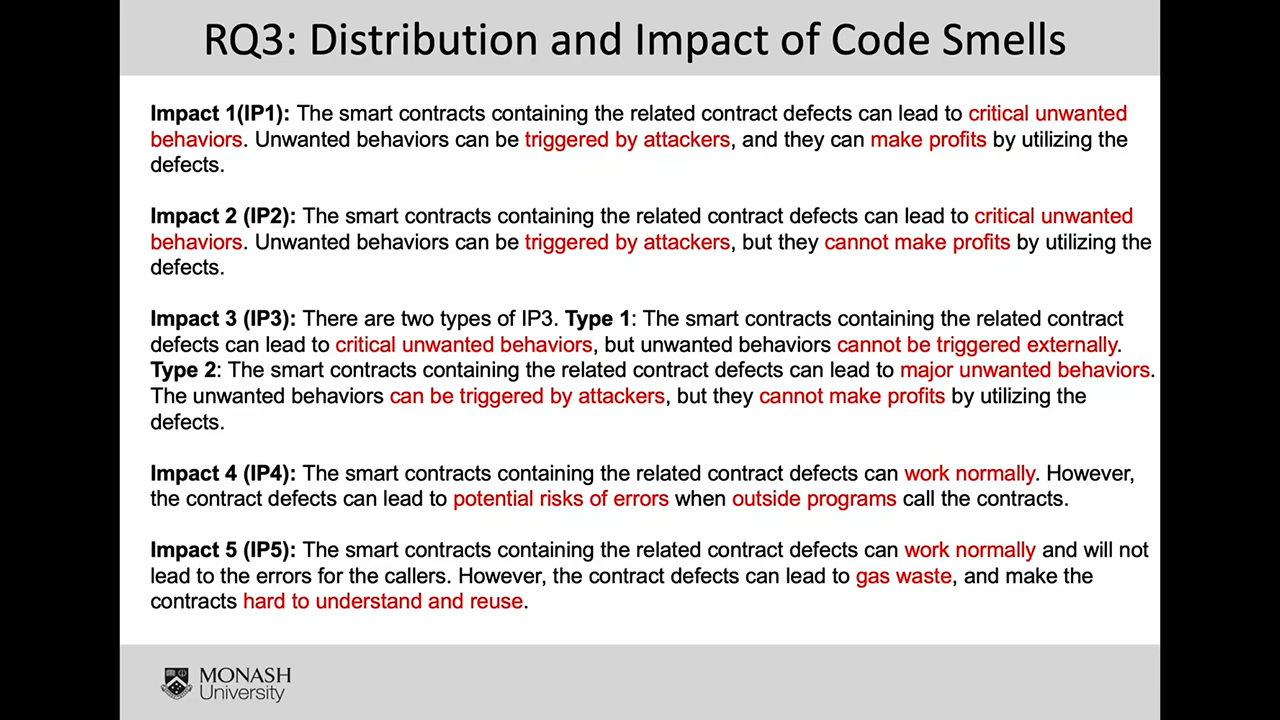 RQ3: Distribution and Impact of Code Smells
Impact 1(IP1): The smart contracts containing the related contract defects can lead to critical unwanted
behaviors. Unwanted behaviors can be triggered by attackers, and they can make profits by utilizing the
defects.
Impact 2 (IP2): The smart contracts containing the related contract defects can lead to critical unwanted
behaviors. Unwanted behaviors can be triggered by attackers, but they cannot make profits by utilizing the
defects.
Impact 3 (IP3): There are two types of IP3. Type 1: The smart contracts containing the related contract
defects can lead to critical unwanted behaviors, but unwanted behaviors cannot be triggered externally.
Type 2: The smart contracts containing the related contract defects can lead to major unwanted behaviors.
The unwanted behaviors can be triggered by attackers, but they cannot make profits by utilizing the
defects.
Impact 4 (IP4): The smart contracts containing the related contract defects can work normally. However,
the contract defects can lead to potential risks of errors when outside programs call the contracts.
Impact 5 (IP5): The smart contracts containing the related contract defects can work normally and will not
lead to the errors for the callers. However, the contract defects can lead to gas waste, and make the
contracts hard to understand and reuse.
MONASH
University